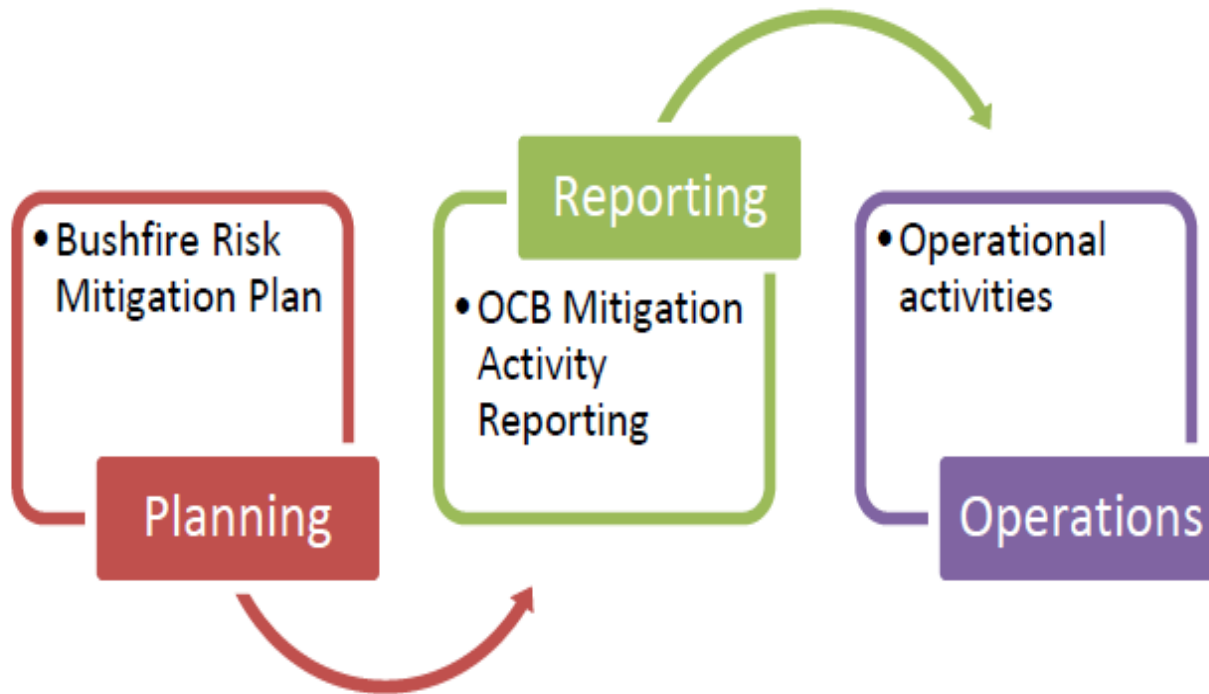 • Bushfire Risk
Mitigation Plan
Planning
Reporting
• OCB Mitigation
Activity
Reporting
• Operational
activities
Operations